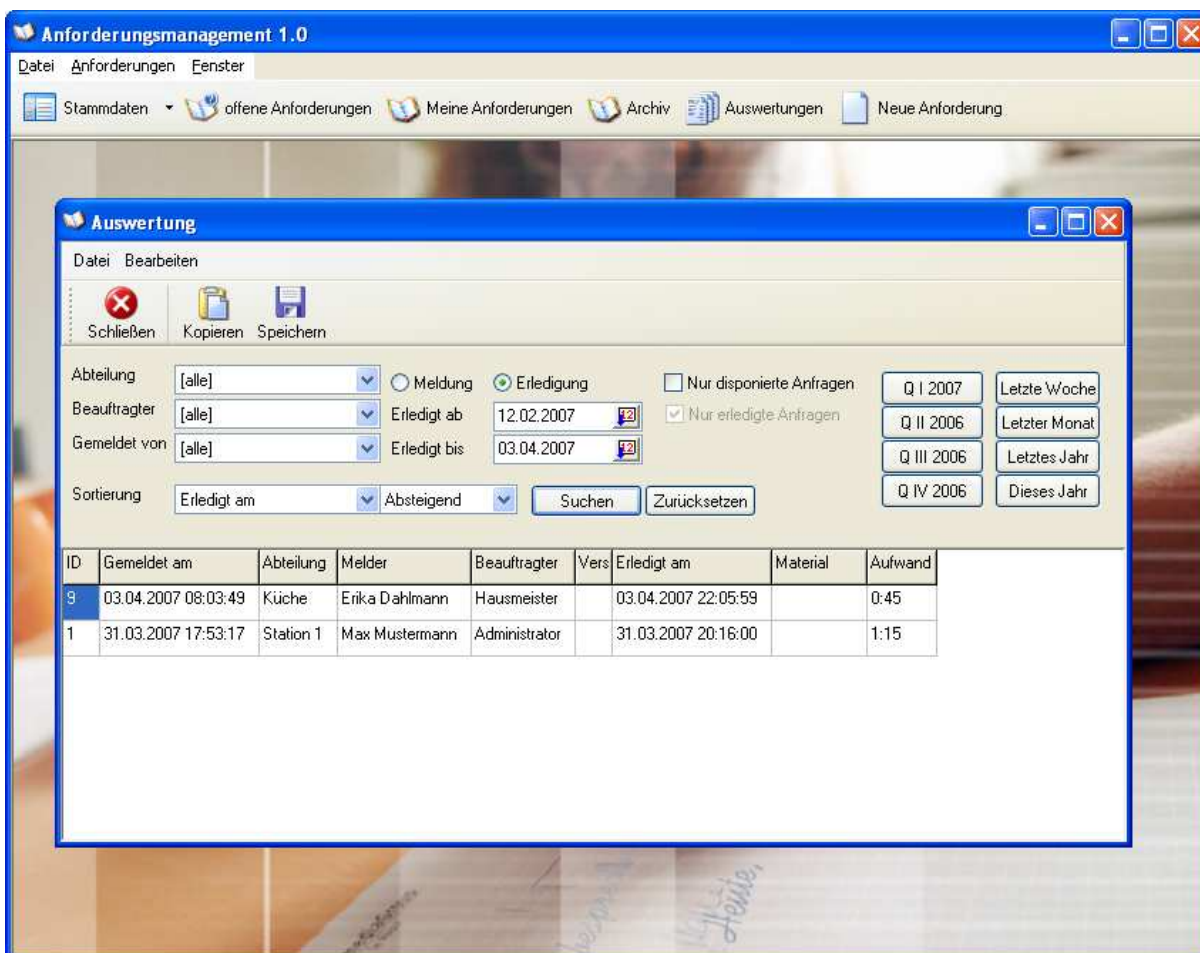 Anforderungsmanagement 1.0
Datei Anforderungen Fenster
Stammdaten offene Anforderungen Meine Anforderungen Archiv Auswertungen Neue Anforderung
Auswertung
Datei Bearbeiten
Schließen Kopieren Speichern
Abteilung [alle] Meldung Erledigung Nur disponierte Anfragen Q I 2007 Letzte Woche
Beauftragter [alle] Erledigt ab 12.02.2007 Nur erledigte Anfragen Q II 2006 Letzter Monat
Gemeldet von [alle] Erledigt bis 03.04.2007 Q III 2006 Letztes Jahr
Sortierung Erledigt am Absteigend Suchen Zurücksetzen Q IV 2006 Dieses Jahr
ID Gemeldet am Abteilung Melder Beauftragter Vers Erledigt am Material Aufwand
9 03.04.2007 08:03:49 Küche Erika Dahlmann Hausmeister 03.04.2007 22:05:59 0:45
1 31.03.2007 17:53:17 Station 1 Max Mustermann Administrator 31.03.2007 20:16:00 1:15